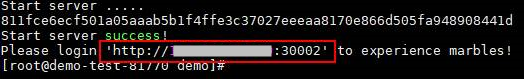 Start server .....
811fce6ecf501a05aaab5b1f4ffe3c37027eeeaa8170e866d505fa948908441d
Start server success!
Please login 'http://:30002' to experience marbles!
[root@demo-test-81770 demo]#